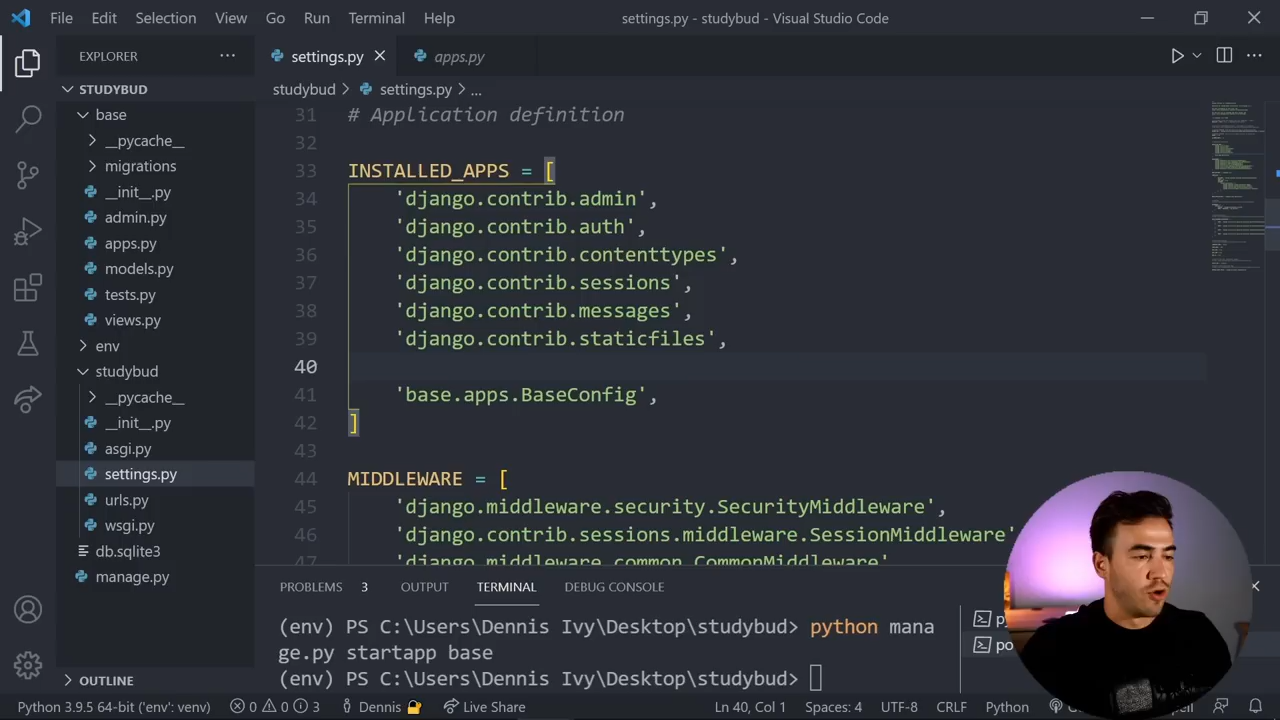 File Edit Selection View Go Run Terminal Help settings.py - studybud - Visual Studio Code
EXPLORER ··· settings.py apps.py
STUDYBUD studybud > settings.py > ...
base
__pycache__
migrations
__init__.py
admin.py
apps.py
models.py
tests.py
views.py
env
studybud
__pycache__
__init__.py
asgi.py
settings.py
urls.py
wsgi.py
db.sqlite3
manage.py
OUTLINE
31 # Application definition
32
33 INSTALLED_APPS = [
34 'django.contrib.admin',
35 'django.contrib.auth',
36 'django.contrib.contenttypes',
37 'django.contrib.sessions',
38 'django.contrib.messages',
39 'django.contrib.staticfiles',
40
41 'base.apps.BaseConfig',
42 ]
43
44 MIDDLEWARE = [
45 'django.middleware.security.SecurityMiddleware',
46 'django.contrib.sessions.middleware.SessionMiddleware'
47 'django.middleware.common.CommonMiddleware'
PROBLEMS 3 OUTPUT TERMINAL DEBUG CONSOLE
(env) PS C:\Users\Dennis Ivy\Desktop\studybud> python mana
ge.py startapp base
(env) PS C:\Users\Dennis Ivy\Desktop\studybud>
Python 3.9.5 64-bit ('env': venv) 0 0 3 Dennis Live Share Ln 40, Col 1 Spaces: 4 UTF-8 CRLF Python